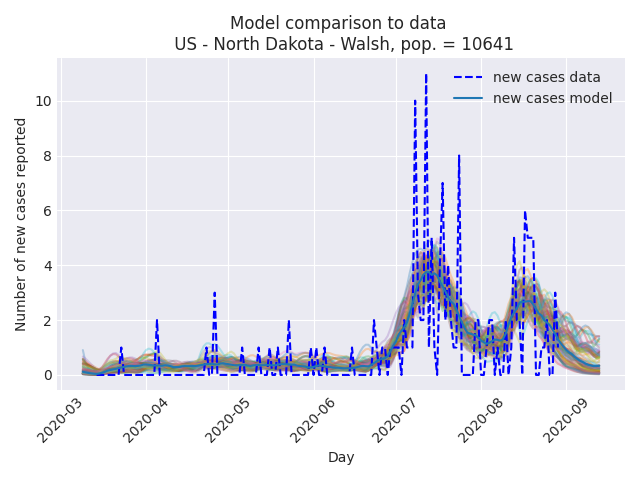 Model comparison to data
US - North Dakota - Walsh, pop. = 10641
new cases data
new cases model
Number of new cases reported
10
8
6
4
2
0
2020-03
2020-04
2020-05
2020-06
2020-07
2020-08
2020-09
Day